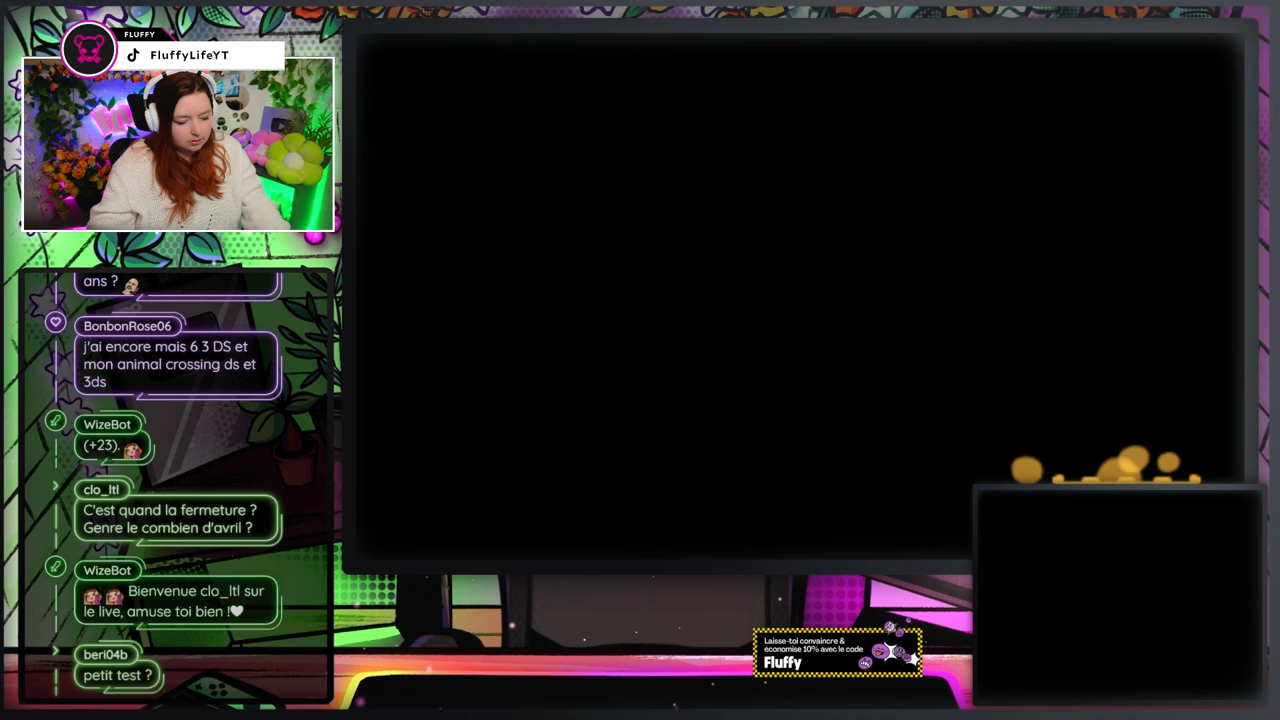 FLUFFY
FluffyLifeYT
ans ?
BonbonRose06
j'ai encore mais 6 3 DS et
mon animal crossing ds et
3ds
WizeBot
(+23).
clo_ltl
C'est quand la fermeture ?
Genre le combien d'avril ?
WizeBot
Bienvenue clo_ltl sur
le live, amuse toi bien !
beri04b
petit test ?
Laisse-toi convaincre &
économise 10% avec le code
Fluffy